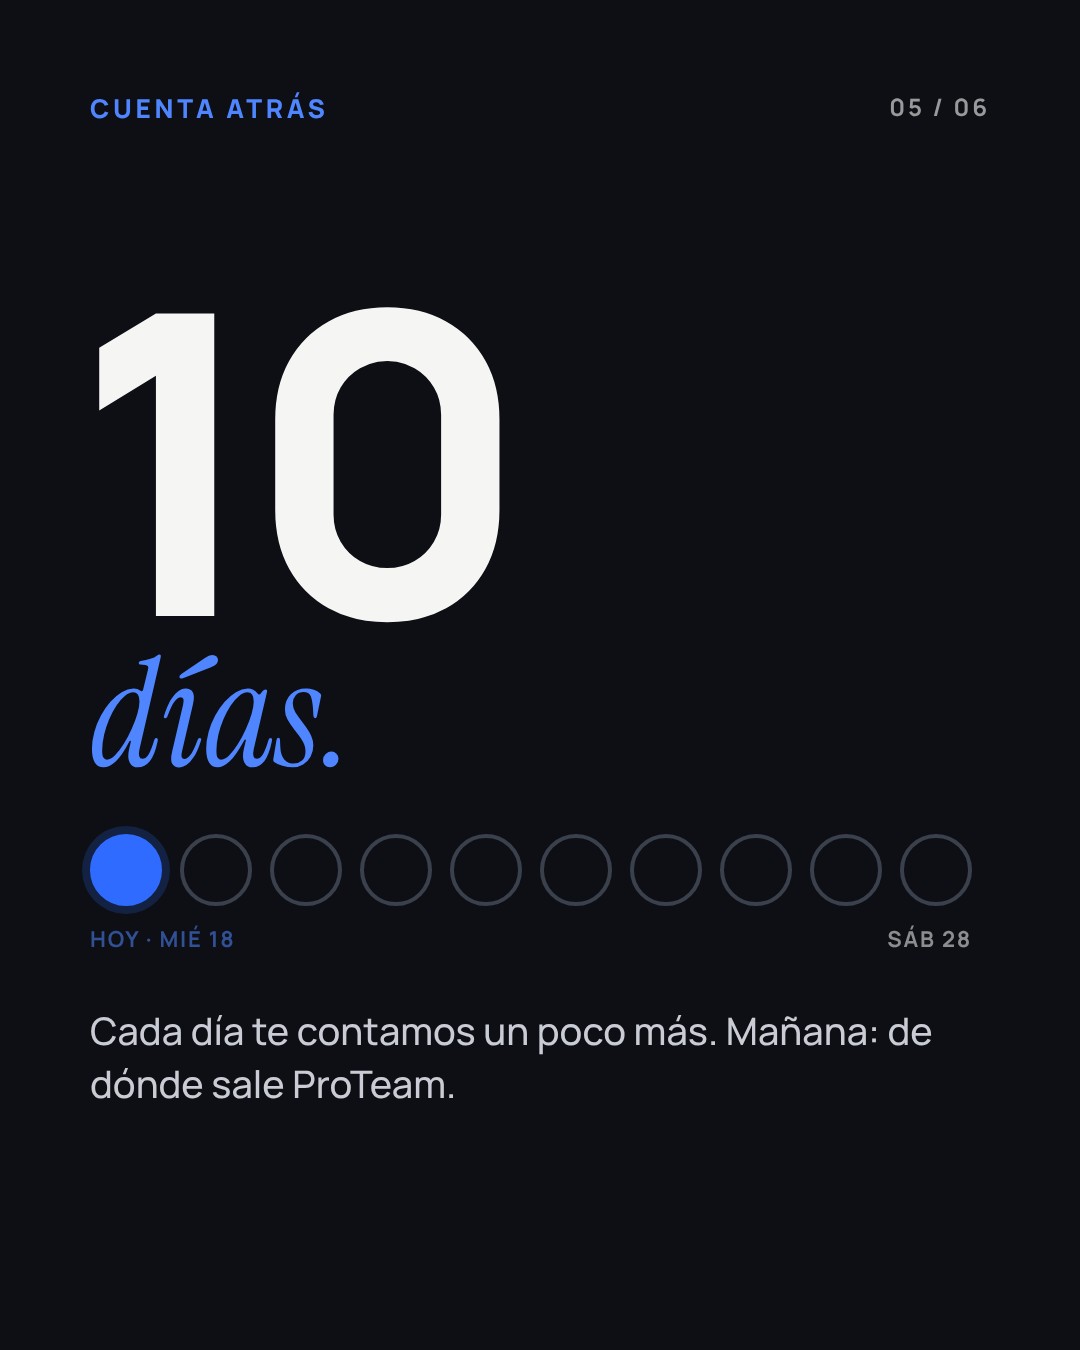 CUENTA ATRÁS
05 / 06
10
días.
HOY · MIÉ 18
SÁB 28
Cada día te contamos un poco más. Mañana: de
dónde sale ProTeam.